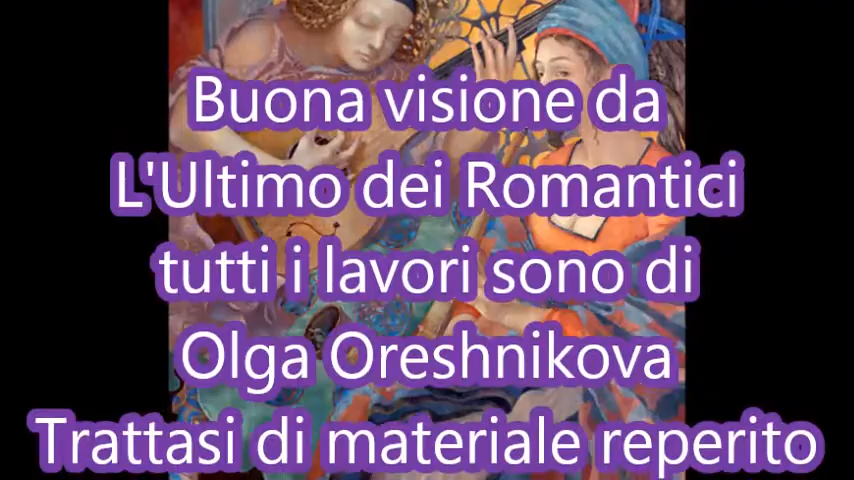 Buona visione da
L'Ultimo dei Romantici
tutti i lavori sono di
Olga Oreshnikova
Trattasi di materiale reperito